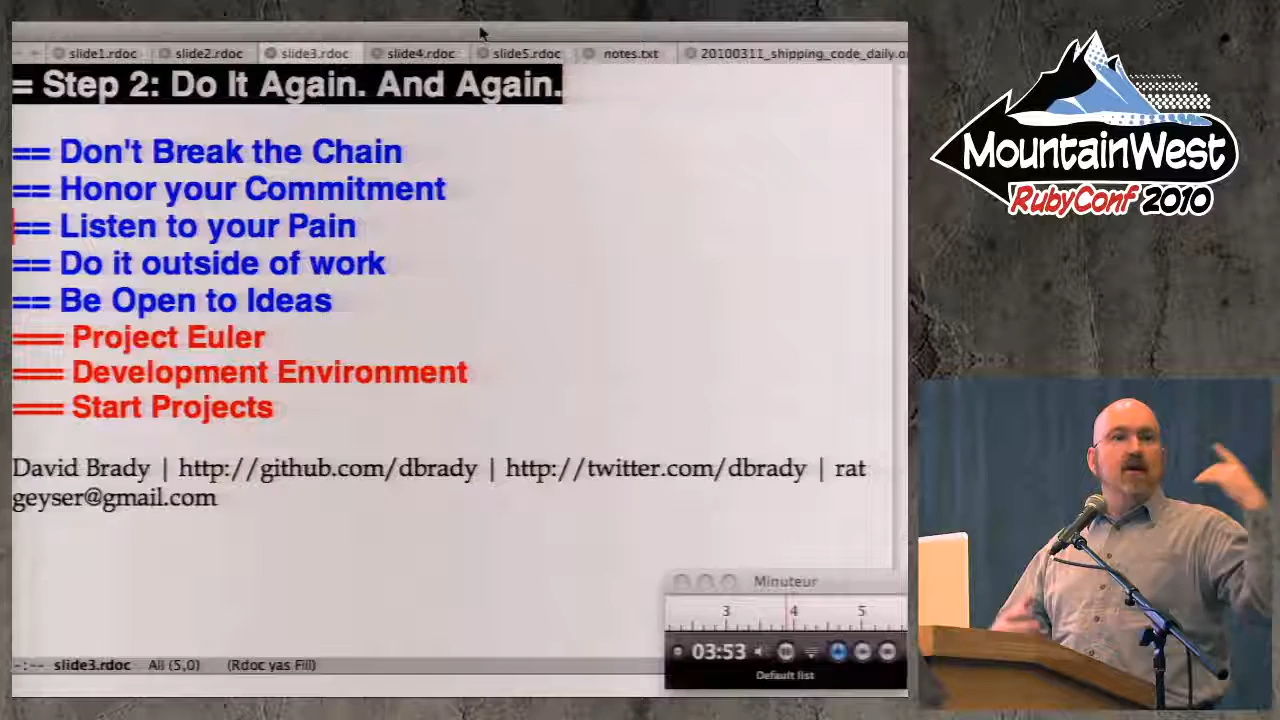 slide1.rdoc slide2.rdoc slide3.rdoc slide4.rdoc slide5.rdoc notes.txt 20100311_shipping_code_daily.or
= Step 2: Do It Again. And Again.
== Don't Break the Chain
== Honor your Commitment
== Listen to your Pain
== Do it outside of work
== Be Open to Ideas
=== Project Euler
=== Development Environment
=== Start Projects
David Brady | http://github.com/dbrady | http://twitter.com/dbrady | rat
geyser@gmail.com
Minuteur
3 4 5
03:53
Default list
-:-- slide3.rdoc All (5,0) (Rdoc yas Fill)
MountainWest
RubyConf 2010